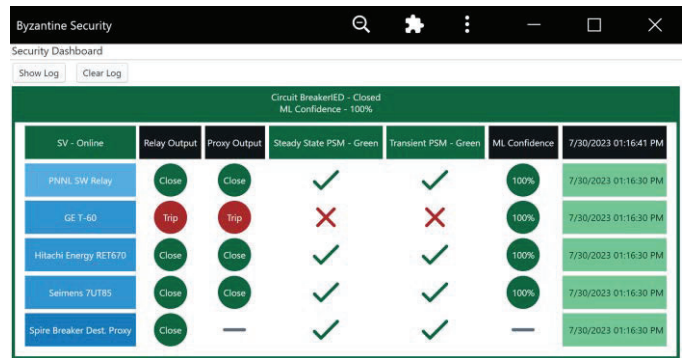 Byzantine Security
Security Dashboard
Show Log Clear Log
Circuit BreakerIED - Closed
ML Confidence - 100%
SV - Online Relay Output Proxy Output Steady State PSM - Green Transient PSM - Green ML Confidence 7/30/2023 01:16:41 PM
PNNL SW Relay Close Close 100% 7/30/2023 01:16:30 PM
GE T-60 Trip Trip 100% 7/30/2023 01:16:30 PM
Hitachi Energy RET670 Close Close 100% 7/30/2023 01:16:30 PM
Seimens 7UT85 Close Close 100% 7/30/2023 01:16:30 PM
Spire Breaker Dest. Proxy Close 7/30/2023 01:16:30 PM